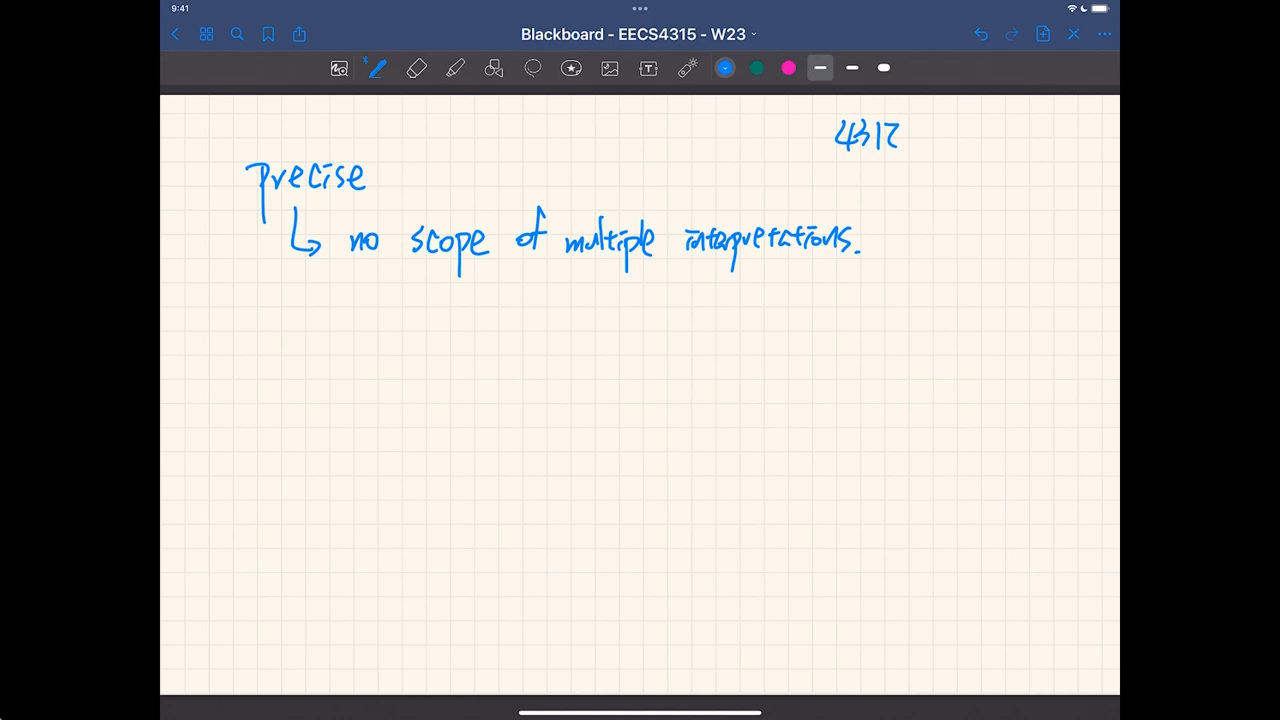 9:41
Blackboard - EECS4315 - W23
4312
precise
no scope of multiple interpretations.